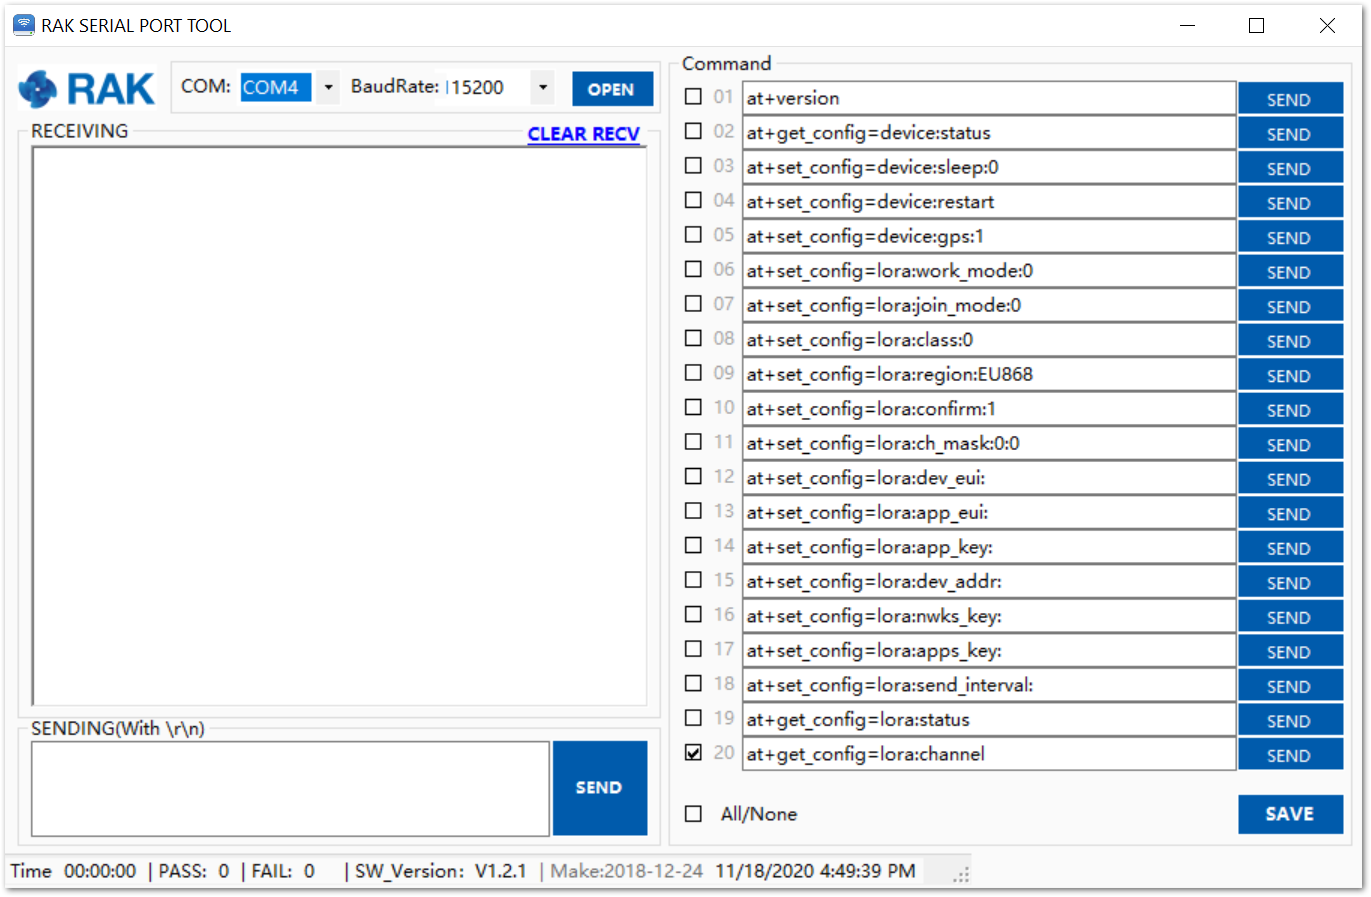 RAK SERIAL PORT TOOL
RAK
COM: COM4 BaudRate: 115200 OPEN
RECEIVING CLEAR RECV
SENDING(With \r\n)
SEND
Command
01 at+version SEND
02 at+get_config=device:status SEND
03 at+set_config=device:sleep:0 SEND
04 at+set_config=device:restart SEND
05 at+set_config=device:gps:1 SEND
06 at+set_config=lora:work_mode:0 SEND
07 at+set_config=lora:join_mode:0 SEND
08 at+set_config=lora:class:0 SEND
09 at+set_config=lora:region:EU868 SEND
10 at+set_config=lora:confirm:1 SEND
11 at+set_config=lora:ch_mask:0:0 SEND
12 at+set_config=lora:dev_eui: SEND
13 at+set_config=lora:app_eui: SEND
14 at+set_config=lora:app_key: SEND
15 at+set_config=lora:dev_addr: SEND
16 at+set_config=lora:nwks_key: SEND
17 at+set_config=lora:apps_key: SEND
18 at+set_config=lora:send_interval: SEND
19 at+get_config=lora:status SEND
20 at+get_config=lora:channel SEND
All/None SAVE
Time 00:00:00 | PASS: 0 | FAIL: 0 | SW_Version: V1.2.1 | Make:2018-12-24 11/18/2020 4:49:39 PM